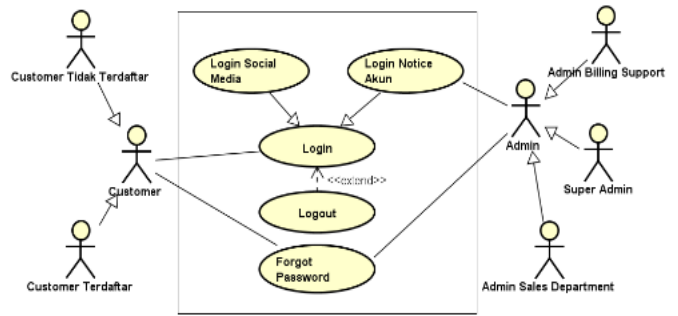 Customer Tidak Terdaftar
Login Social
Media
Login Notice
Akun
Admin Billing Support
Login
Admin
Customer
<<extend>>
Super Admin
Logout
Forgot
Password
Customer Terdaftar
Admin Sales Department